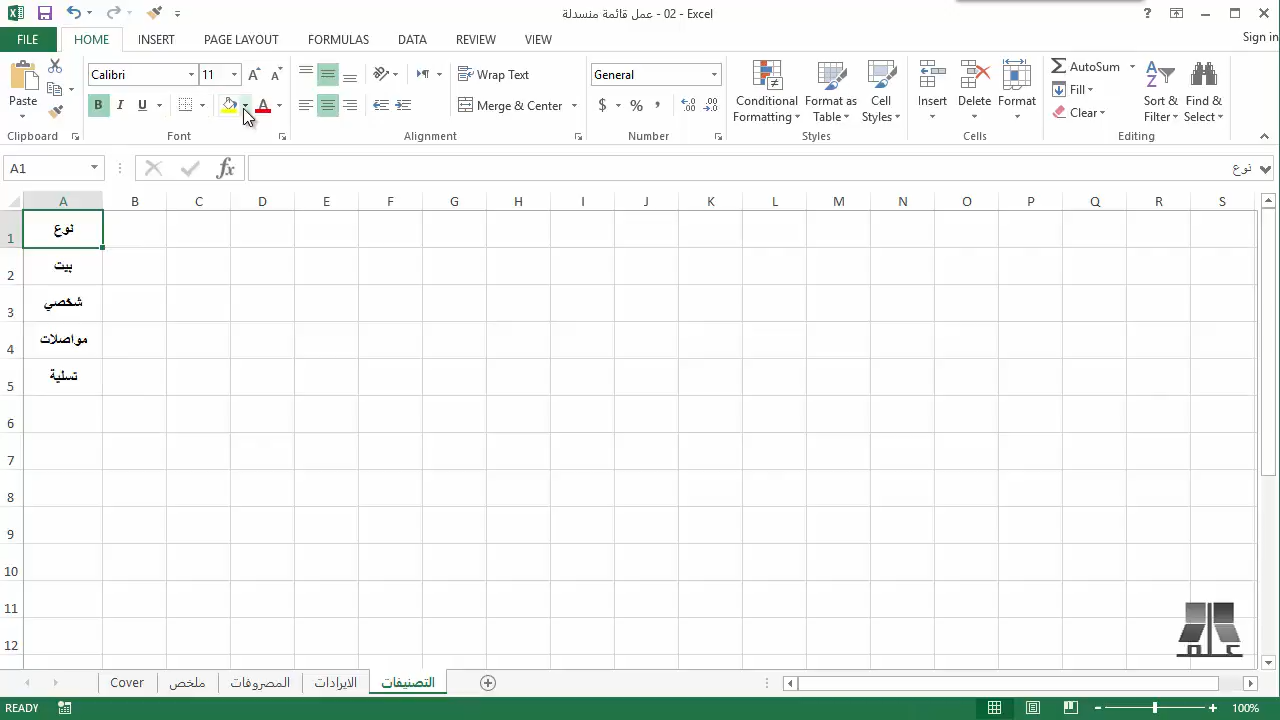 02 - عمل قائمة منسدلة - Excel
FILE HOME INSERT PAGE LAYOUT FORMULAS DATA REVIEW VIEW Sign in
Calibri 11 Wrap Text General AutoSum
Paste Conditional Formatting Format as Table Cell Styles Insert Delete Format Fill Sort & Filter Find & Select
B I U A Merge & Center $ % Clear
Clipboard Font Alignment Number Styles Cells Editing
A1 fx نوع
A B C D E F G H I J K L M N O P Q R S
1 نوع
2 بيت
3 شخصي
4 مواصلات
5 تسلية
6
7
8
9
10
11
12
علم
Cover ملخص المصروفات الايرادات التصنيفات
READY 100%